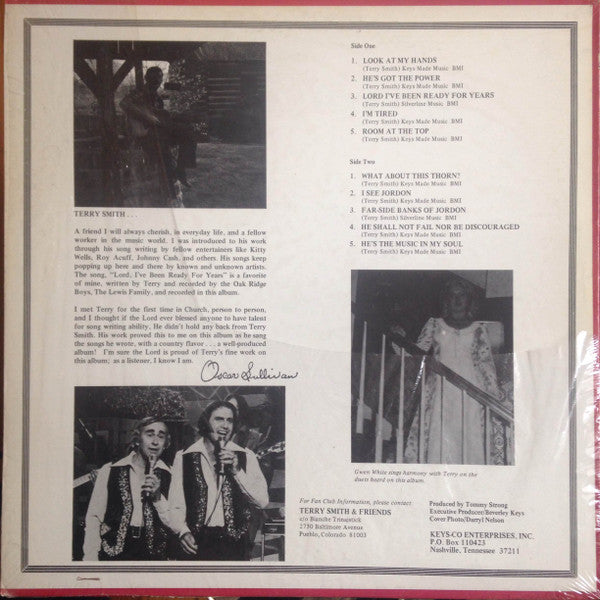 TERRY SMITH . . .
A friend I will always cherish, in everyday life, and a fellow
worker in the music world. I was introduced to his work
through his song writing by fellow entertainers like Kitty
Wells, Roy Acuff, Johnny Cash, and others. His songs keep
popping up here and there by known and unknown artists.
The song, "Lord, I've Been Ready For Years" is a favorite
of mine, written by Terry and recorded by the Oak Ridge
Boys, The Lewis Family, and recorded in this album.
I met Terry for the first time in Church, person to person,
and I thought if the Lord ever blessed anyone to have talent
for song writing ability, He didn't hold any back from Terry
Smith. His work proved this to me on this album as he sang
the songs he wrote, with a country flavor . . . a well-produced
album! I'm sure the Lord is proud of Terry's fine work on
this album; as a listener, I know I am.
Oscar Sullivan
Side One
1. LOOK AT MY HANDS
(Terry Smith) Keys Made Music BMI
2. HE'S GOT THE POWER
(Terry Smith) Keys Made Music BMI
3. LORD I'VE BEEN READY FOR YEARS
(Terry Smith) Silverline Music BMI
4. I'M TIRED
(Terry Smith) Keys Made Music BMI
5. ROOM AT THE TOP
(Terry Smith) Keys Made Music BMI
Side Two
1. WHAT ABOUT THIS THORN?
(Terry Smith) Keys Made Music BMI
2. I SEE JORDON
(Terry Smith) Keys Made Music BMI
3. FAR-SIDE BANKS OF JORDON
(Terry Smith) Silverline Music BMI
4. HE SHALL NOT FAIL NOR BE DISCOURAGED
(Terry Smith) Keys Made Music BMI
5. HE'S THE MUSIC IN MY SOUL
(Terry Smith) Keys Made Music BMI
Gwen White sings harmony with Terry on the
duets heard on this album.
For Fan Club Information, please contact
TERRY SMITH & FRIENDS
c/o Blanche Trinastick
2730 Baltimore Avenue
Pueblo, Colorado 81003
Produced by Tommy Strong
Executive Producer/Beverley Keys
Cover Photo/Darryl Nelson
KEYS-CO ENTERPRISES, INC.
P.O. Box 110423
Nashville, Tennessee 37211